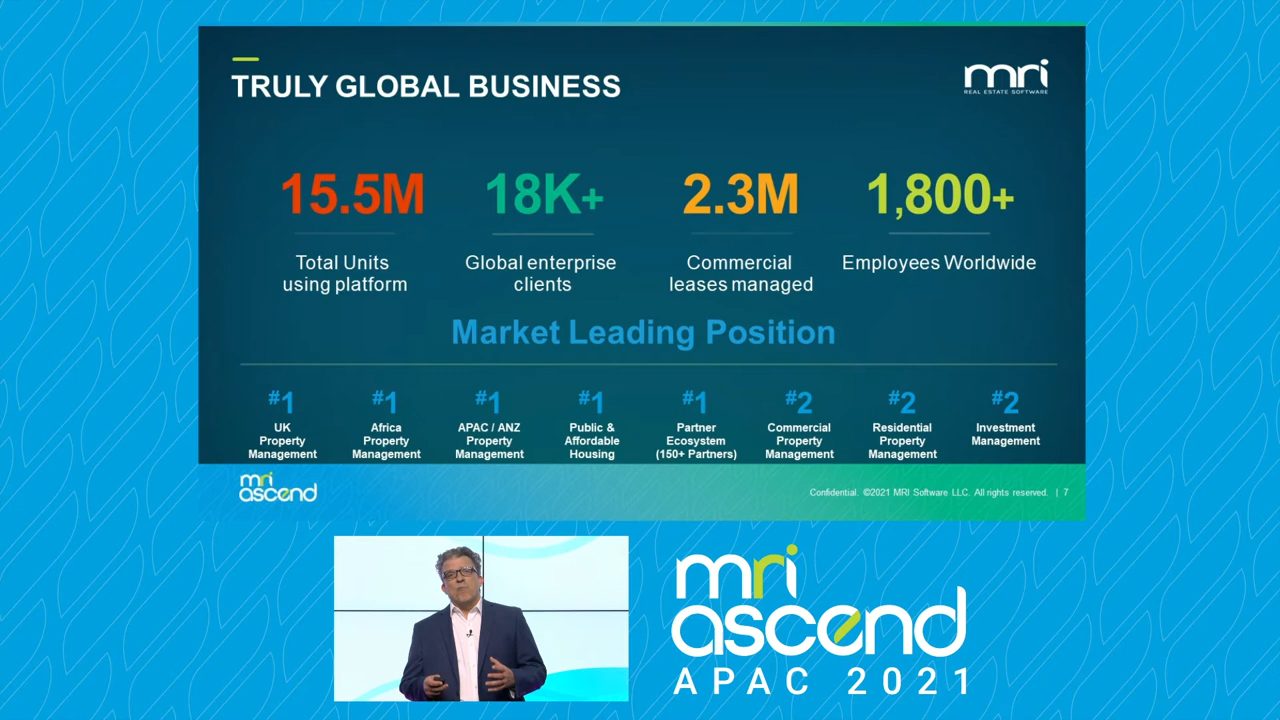 TRULY GLOBAL BUSINESS
mri
REAL ESTATE SOFTWARE
15.5M
Total Units
using platform
18K+
Global enterprise
clients
2.3M
Commercial
leases managed
1,800+
Employees Worldwide
Market Leading Position
#1
UK
Property
Management
#1
Africa
Property
Management
#1
APAC / ANZ
Property
Management
#1
Public &
Affordable
Housing
#1
Partner
Ecosystem
(150+ Partners)
#2
Commercial
Property
Management
#2
Residential
Property
Management
#2
Investment
Management
mri
ascend
Confidential. ©2021 MRI Software LLC. All rights reserved. | 7
mri
ascend
APAC 2021